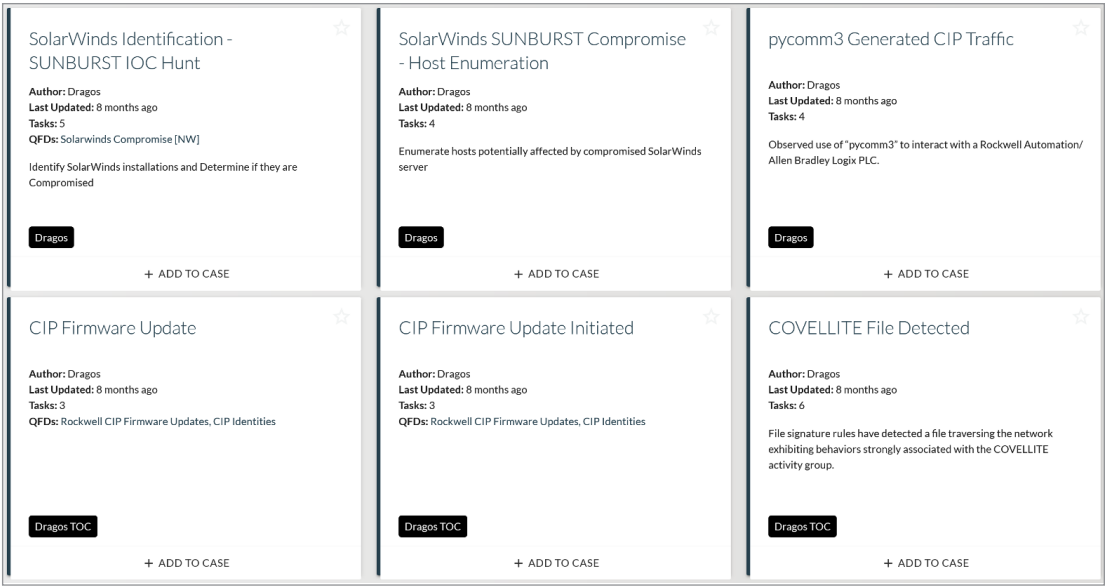 SolarWinds Identification -
SUNBURST IOC Hunt
Author: Dragos
Last Updated: 8 months ago
Tasks: 5
QFDs: Solarwinds Compromise [NW]
Identify SolarWinds installations and Determine if they are
Compromised
Dragos
+ ADD TO CASE
SolarWinds SUNBURST Compromise
- Host Enumeration
Author: Dragos
Last Updated: 8 months ago
Tasks: 4
Enumerate hosts potentially affected by compromised SolarWinds
server
Dragos
+ ADD TO CASE
pycomm3 Generated CIP Traffic
Author: Dragos
Last Updated: 8 months ago
Tasks: 4
Observed use of "pycomm3" to interact with a Rockwell Automation/
Allen Bradley Logix PLC.
Dragos
+ ADD TO CASE
CIP Firmware Update
Author: Dragos
Last Updated: 8 months ago
Tasks: 3
QFDs: Rockwell CIP Firmware Updates, CIP Identities
Dragos TOC
+ ADD TO CASE
CIP Firmware Update Initiated
Author: Dragos
Last Updated: 8 months ago
Tasks: 3
QFDs: Rockwell CIP Firmware Updates, CIP Identities
Dragos TOC
+ ADD TO CASE
COVELLITE File Detected
Author: Dragos
Last Updated: 8 months ago
Tasks: 6
File signature rules have detected a file traversing the network
exhibiting behaviors strongly associated with the COVELLITE
activity group.
Dragos TOC
+ ADD TO CASE